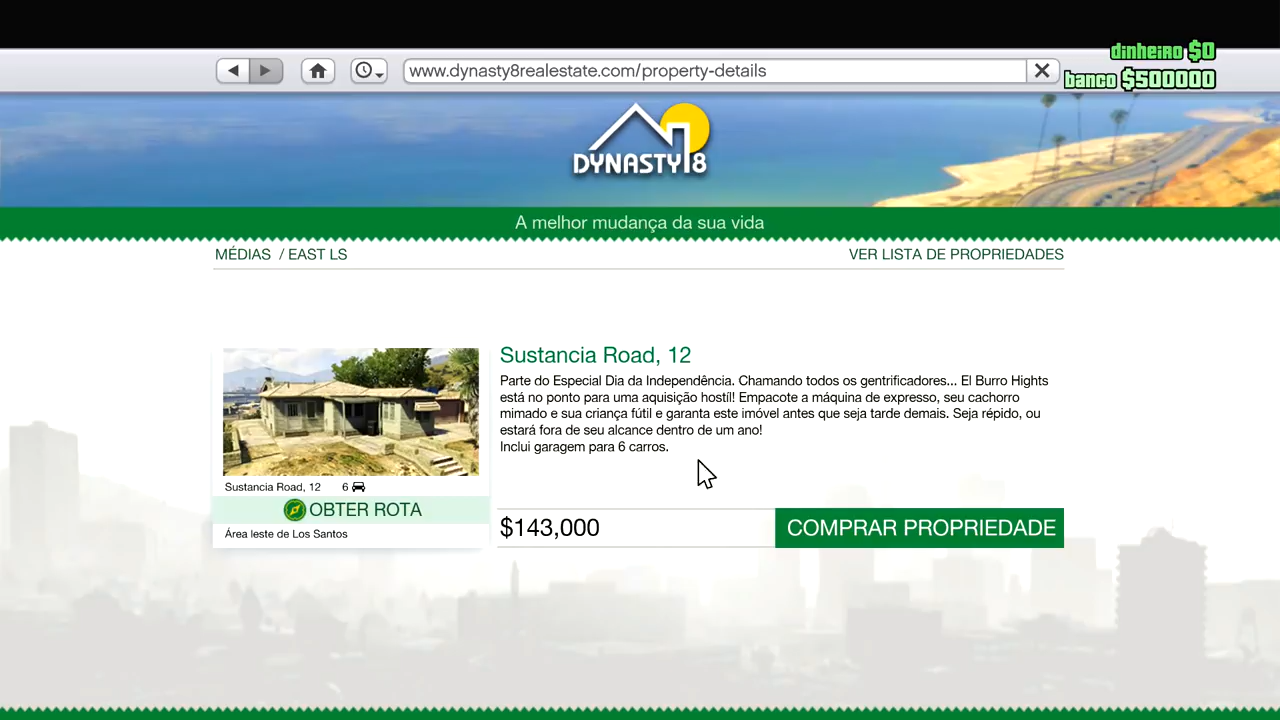 dinheiro $0
www.dynasty8realestate.com/property-details
banco $500000
DYNASTY 8
A melhor mudança da sua vida
MÉDIAS / EAST LS
VER LISTA DE PROPRIEDADES
Sustancia Road, 12
Parte do Especial Dia da Independência. Chamando todos os gentrificadores... El Burro Hights
está no ponto para uma aquisição hostil! Empacote a máquina de expresso, seu cachorro
mimado e sua criança fútil e garanta este imóvel antes que seja tarde demais. Seja rápido, ou
estará fora de seu alcance dentro de um ano!
Inclui garagem para 6 carros.
Sustancia Road, 12 6
OBTER ROTA
Área leste de Los Santos
$143,000
COMPRAR PROPRIEDADE